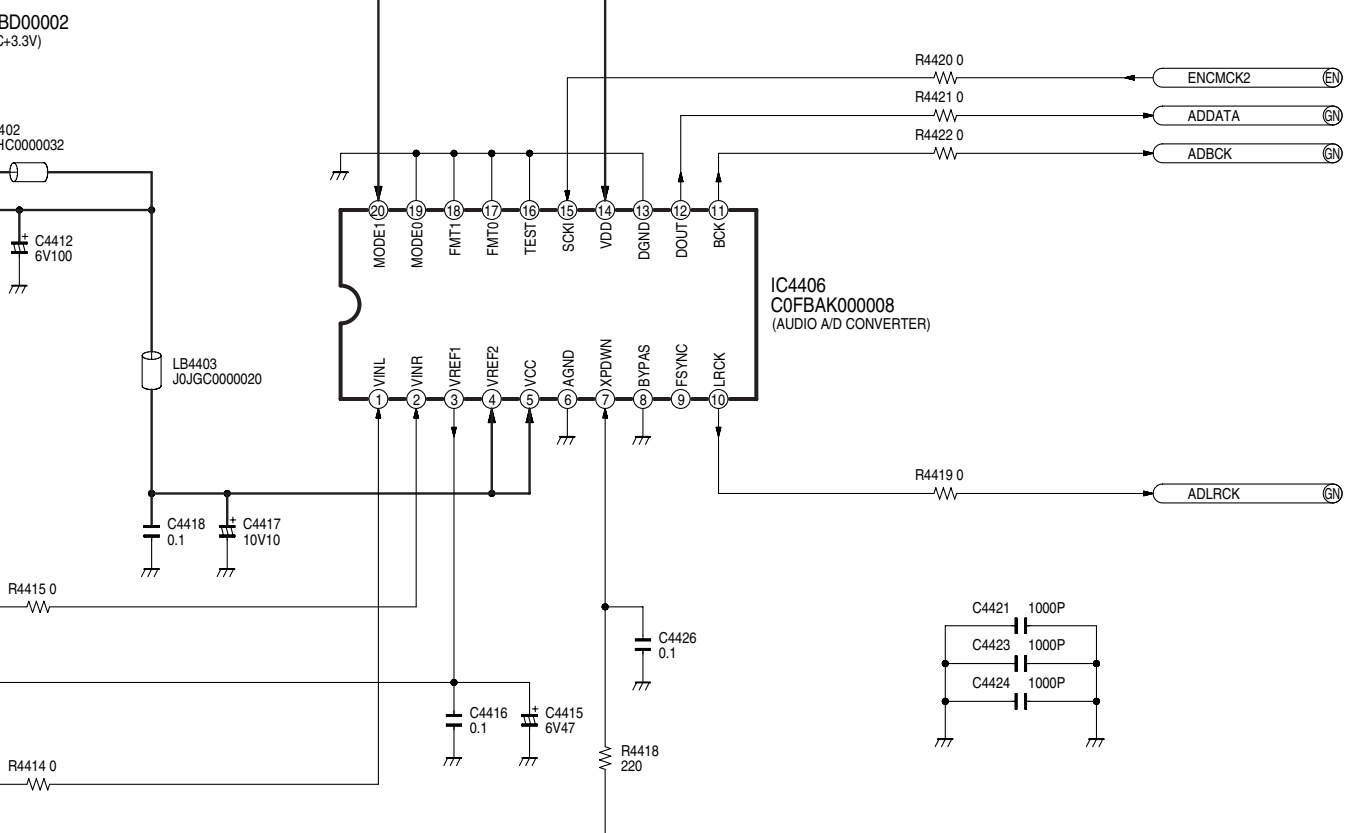 BD00002
C+3.3V)
402
HC0000032
C4412
6V100
LB4403
J0JGC0000020
R4420 0
ENCMCK2 EN
R4421 0
ADDATA GN
R4422 0
ADBCK GN
20 19 18 17 16 15 14 13 12 11
MODE1 MODE0 FMT1 FMT0 TEST SCKI VDD DGND DOUT BCK
IC4406
C0FBAK000008
(AUDIO A/D CONVERTER)
VINL VINR VREF1 VREF2 VCC AGND XPDWN BYPAS FSYNC LRCK
1 2 3 4 5 6 7 8 9 10
R4419 0
ADLRCK GN
C4418
0.1
+
C4417
10V10
R4415 0
C4426
0.1
C4421 1000P
C4423 1000P
C4424 1000P
C4416
0.1
+
C4415
6V47
R4418
220
R4414 0